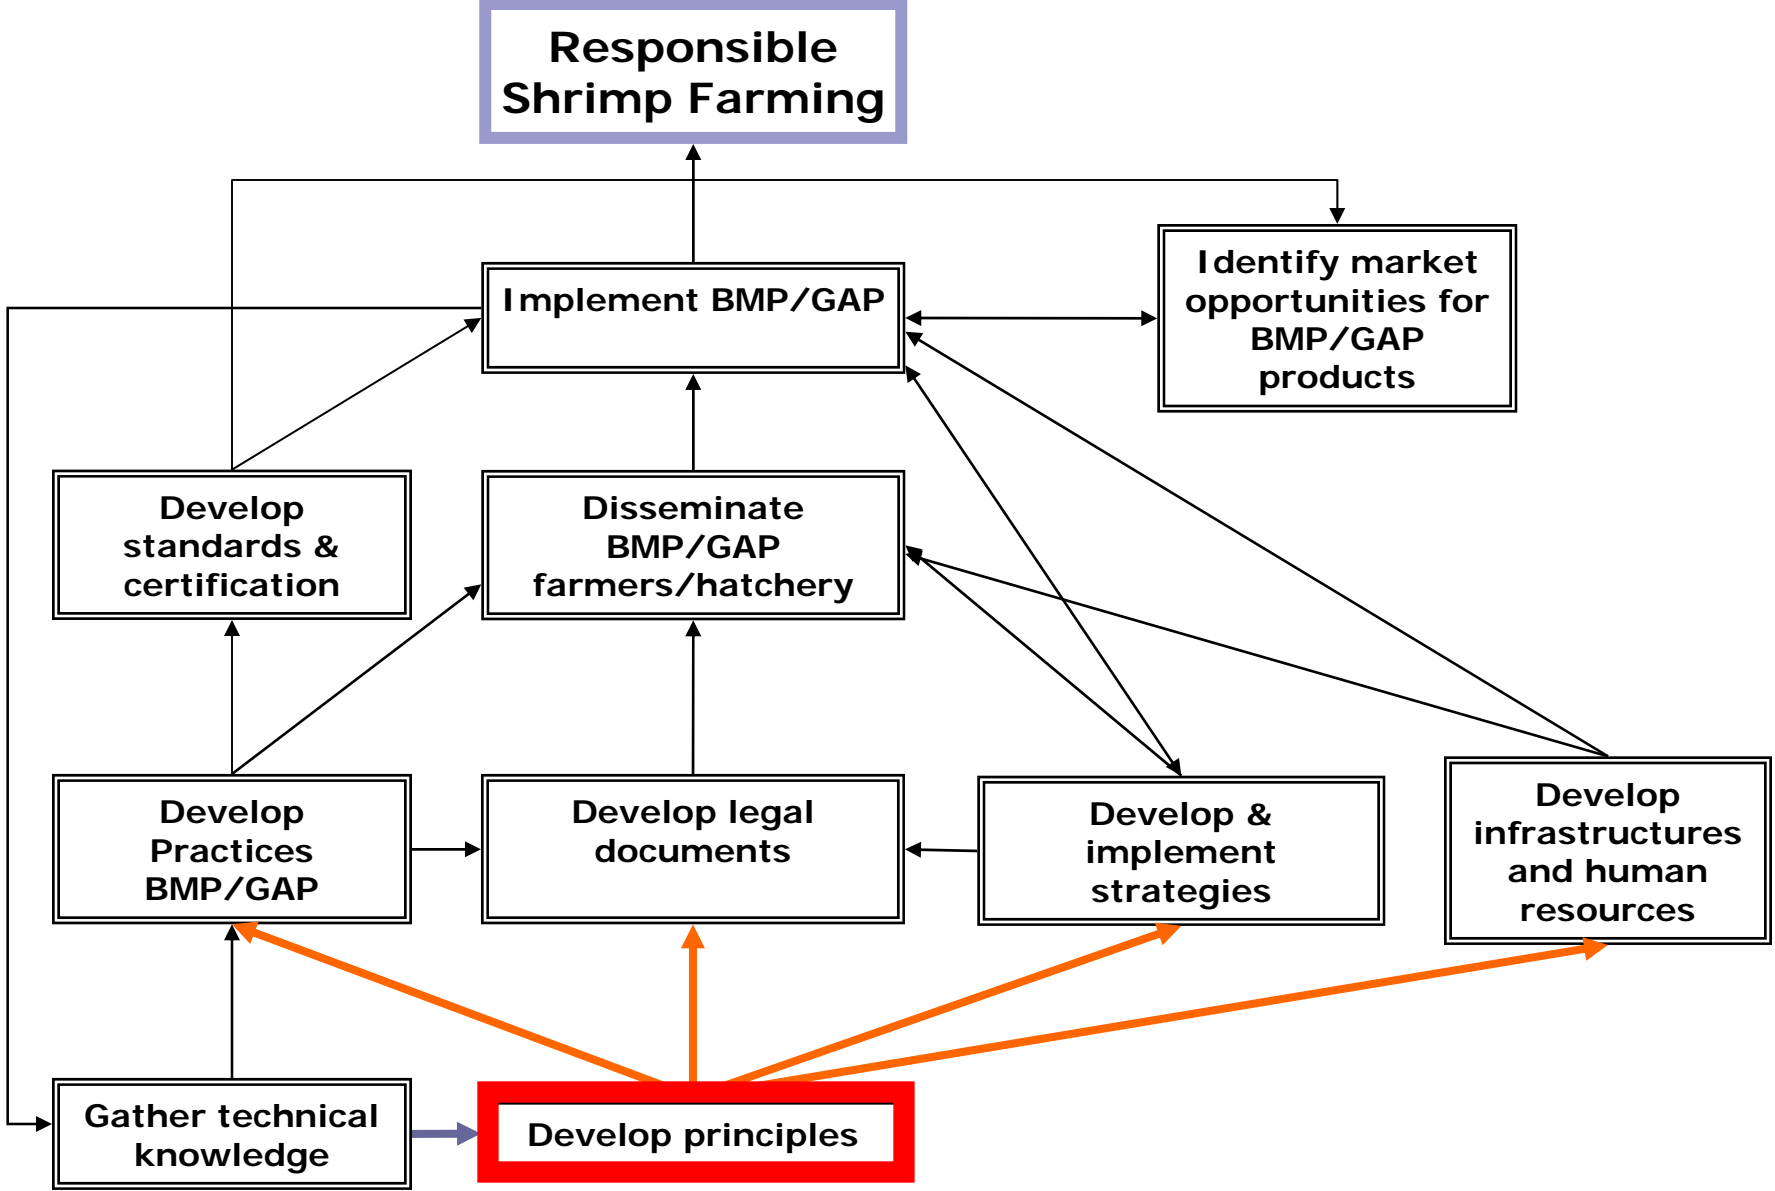 Responsible
Shrimp Farming
Identify market
opportunities for
BMP/GAP
products
Implement BMP/GAP
Develop
standards &
certification
Disseminate
BMP/GAP
farmers/hatchery
Develop
Practices
BMP/GAP
Develop legal
documents
Develop &
implement
strategies
Develop
infrastructures
and human
resources
Gather technical
knowledge
Develop principles